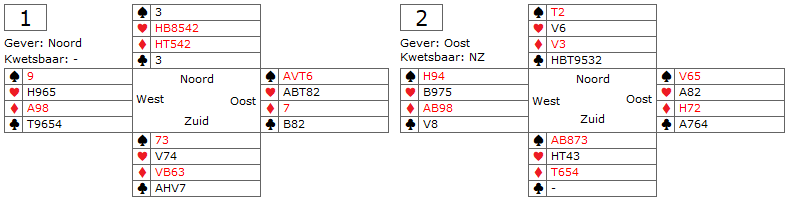 1
Gever: Noord
Kwetsbaar: -
♠ 3
♥ HB8542
♦ HT542
♣ 3
♠ 9
♥ H965
♦ A98
♣ T9654
Noord
West
Oost
Zuid
♠ AVT6
♥ ABT82
♦ 7
♣ B82
♠ 73
♥ V74
♦ VB63
♣ AHV7
2
Gever: Oost
Kwetsbaar: NZ
♠ T2
♥ V6
♦ V3
♣ HBT9532
♠ H94
♥ B975
♦ AB98
♣ V8
Noord
West
Oost
Zuid
♠ V65
♥ A82
♦ H72
♣ A764
♠ AB873
♥ HT43
♦ T654
♣ -